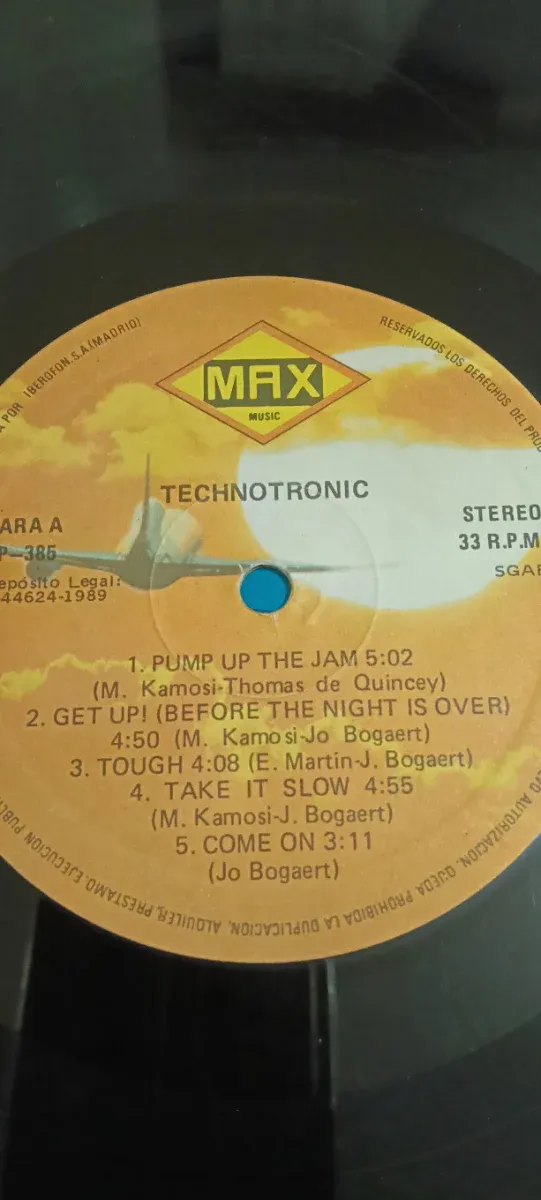 A POR IBEROFON, S.A. (MADRID)
RESERVADOS LOS DERECHOS DEL PROD
MAX
MUSIC
TECHNOTRONIC
ARA A
P-385
epósito Legal:
44624-1989
STEREO
33 R.P.M
SGAE
1. PUMP UP THE JAM 5:02
(M. Kamosi-Thomas de Quincey)
2. GET UP! (BEFORE THE NIGHT IS OVER)
4:50 (M. Kamosi-Jo Bogaert)
3. TOUGH 4:08 (E. Martin-J. Bogaert)
4. TAKE IT SLOW 4:55
(M. Kamosi-J. Bogaert)
5. COME ON 3:11
(Jo Bogaert)
VO AUTORIZACION, QUEDA PROHIBIDA LA DUPLICACION, ALQUILER, PRESTAMO, EJECUCION PUBLI